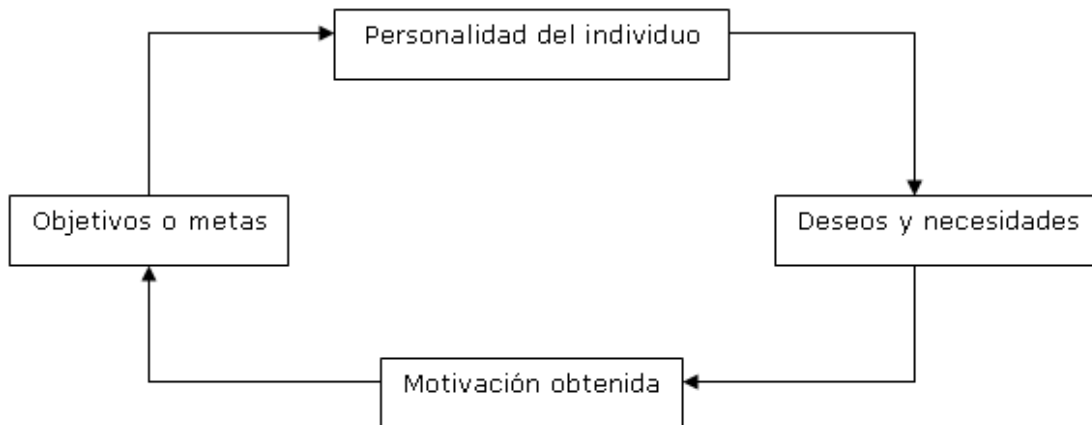 Personalidad del individuo
Objetivos o metas
Deseos y necesidades
Motivación obtenida